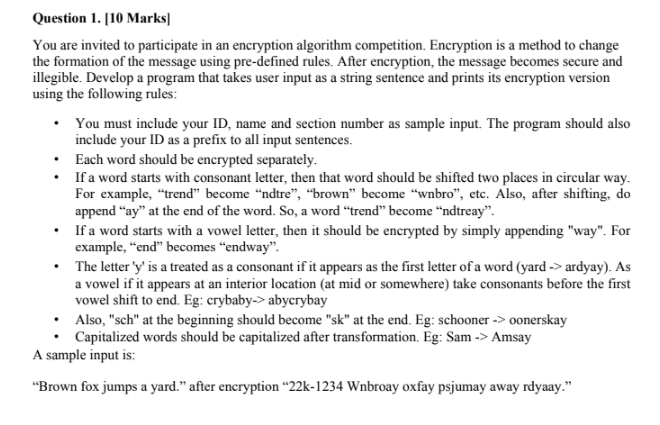 Question 1. [10 Marks]
You are invited to participate in an encryption algorithm competition. Encryption is a method to change
the formation of the message using pre-defined rules. After encryption, the message becomes secure and
illegible. Develop a program that takes user input as a string sentence and prints its encryption version
using the following rules:
• You must include your ID, name and section number as sample input. The program should also
include your ID as a prefix to all input sentences.
• Each word should be encrypted separately.
• If a word starts with consonant letter, then that word should be shifted two places in circular way.
For example, “trend” become “ndtre”, “brown” become “wnbro”, etc. Also, after shifting, do
append “ay” at the end of the word. So, a word “trend” become “ndtreay”.
• If a word starts with a vowel letter, then it should be encrypted by simply appending "way". For
example, “end” becomes “endway”.
• The letter 'y' is a treated as a consonant if it appears as the first letter of a word (yard -> ardyay). As
a vowel if it appears at an interior location (at mid or somewhere) take consonants before the first
vowel shift to end. Eg: crybaby-> abycrybay
• Also, "sch" at the beginning should become "sk" at the end. Eg: schooner -> oonerskay
• Capitalized words should be capitalized after transformation. Eg: Sam -> Amsay
A sample input is:
“Brown fox jumps a yard.” after encryption “22k-1234 Wnbroay oxfay psjumay away rdyaay.”